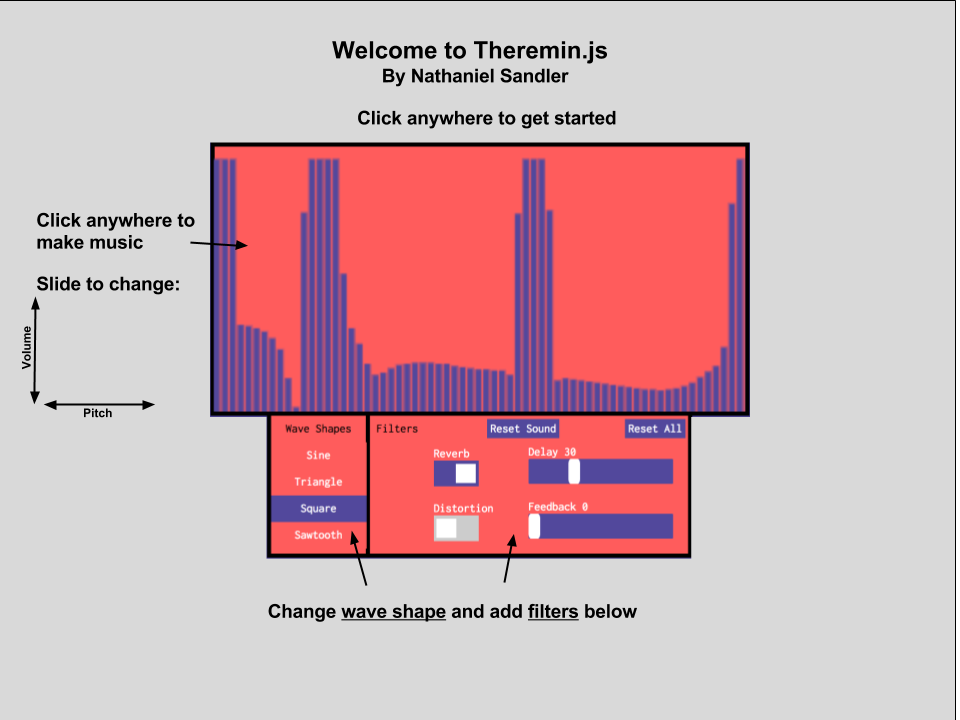 Welcome to Theremin.js
By Nathaniel Sandler
Click anywhere to get started
Click anywhere to
make music
Slide to change:
Volume
Pitch
Wave Shapes
Sine
Triangle
Square
Sawtooth
Filters
Reset Sound
Reset All
Reverb
Delay 30
Distortion
Feedback 0
Change wave shape and add filters below